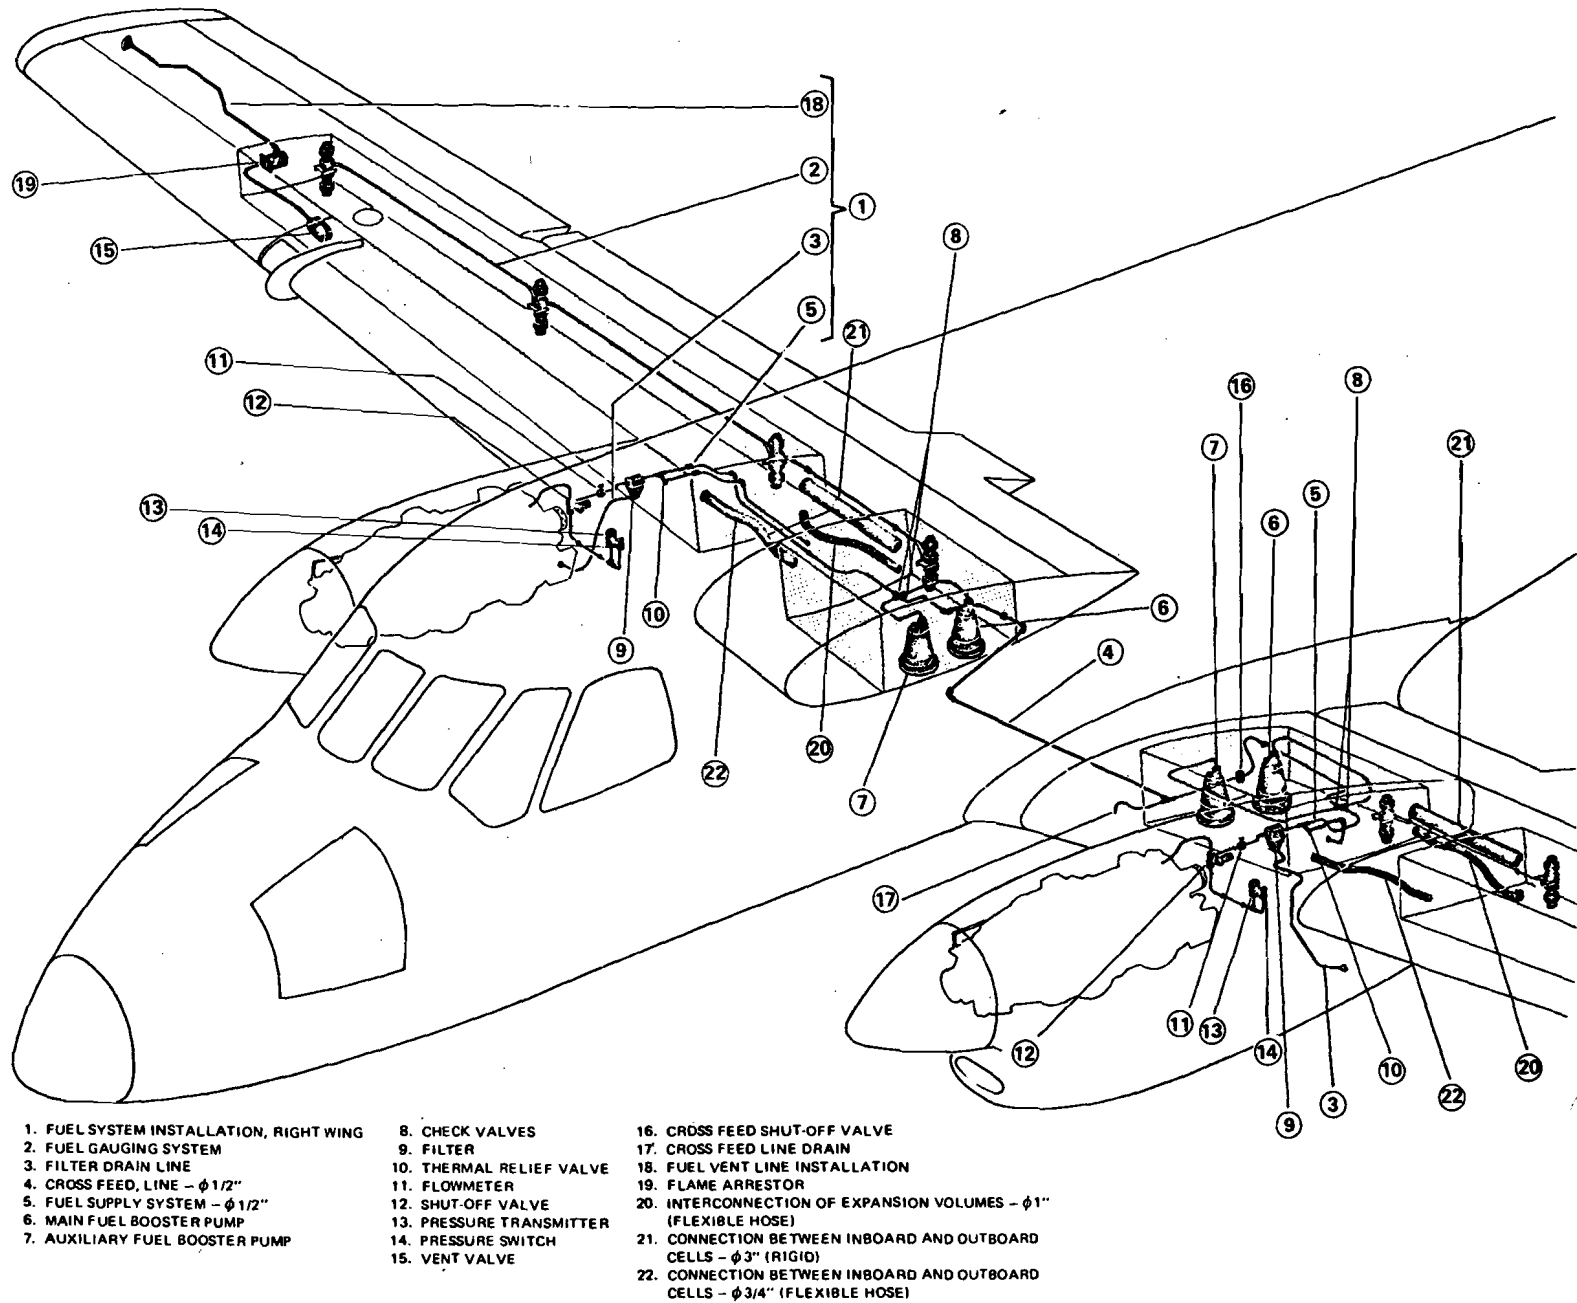 18
2
19
1
3
8
15
5
21
11
16
8
12
7
21
5
6
13
14
10
6
9
4
20
22
7
17
11
13
12
14
10
20
22
3
9
1. FUEL SYSTEM INSTALLATION, RIGHT WING
2. FUEL GAUGING SYSTEM
3. FILTER DRAIN LINE
4. CROSS FEED, LINE – ϕ 1/2"
5. FUEL SUPPLY SYSTEM – ϕ 1/2"
6. MAIN FUEL BOOSTER PUMP
7. AUXILIARY FUEL BOOSTER PUMP
8. CHECK VALVES
9. FILTER
10. THERMAL RELIEF VALVE
11. FLOWMETER
12. SHUT-OFF VALVE
13. PRESSURE TRANSMITTER
14. PRESSURE SWITCH
15. VENT VALVE
16. CROSS FEED SHUT-OFF VALVE
17. CROSS FEED LINE DRAIN
18. FUEL VENT LINE INSTALLATION
19. FLAME ARRESTOR
20. INTERCONNECTION OF EXPANSION VOLUMES – ϕ 1"
(FLEXIBLE HOSE)
21. CONNECTION BETWEEN INBOARD AND OUTBOARD
CELLS – ϕ 3" (RIGID)
22. CONNECTION BETWEEN INBOARD AND OUTBOARD
CELLS – ϕ 3/4" (FLEXIBLE HOSE)